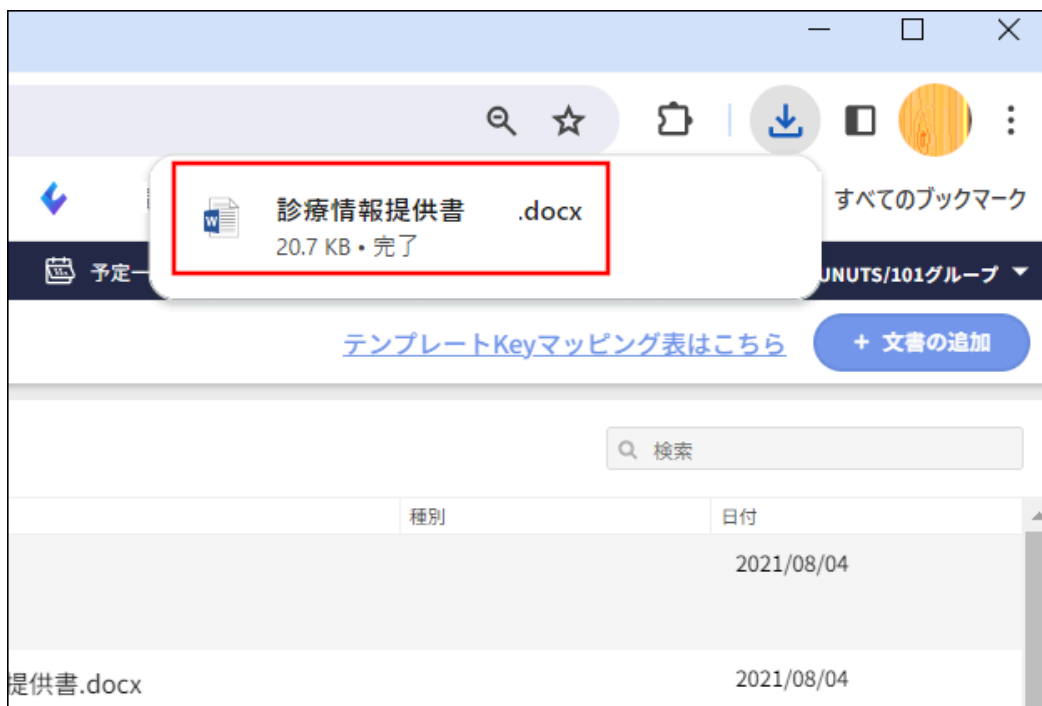 診療情報提供書 .docx
20.7 KB • 完了
すべてのブックマーク
予定一
UNUTS/101グループ
テンプレートKeyマッピング表はこちら
+ 文書の追加
検索
種別 日付
2021/08/04
提供書.docx 2021/08/04